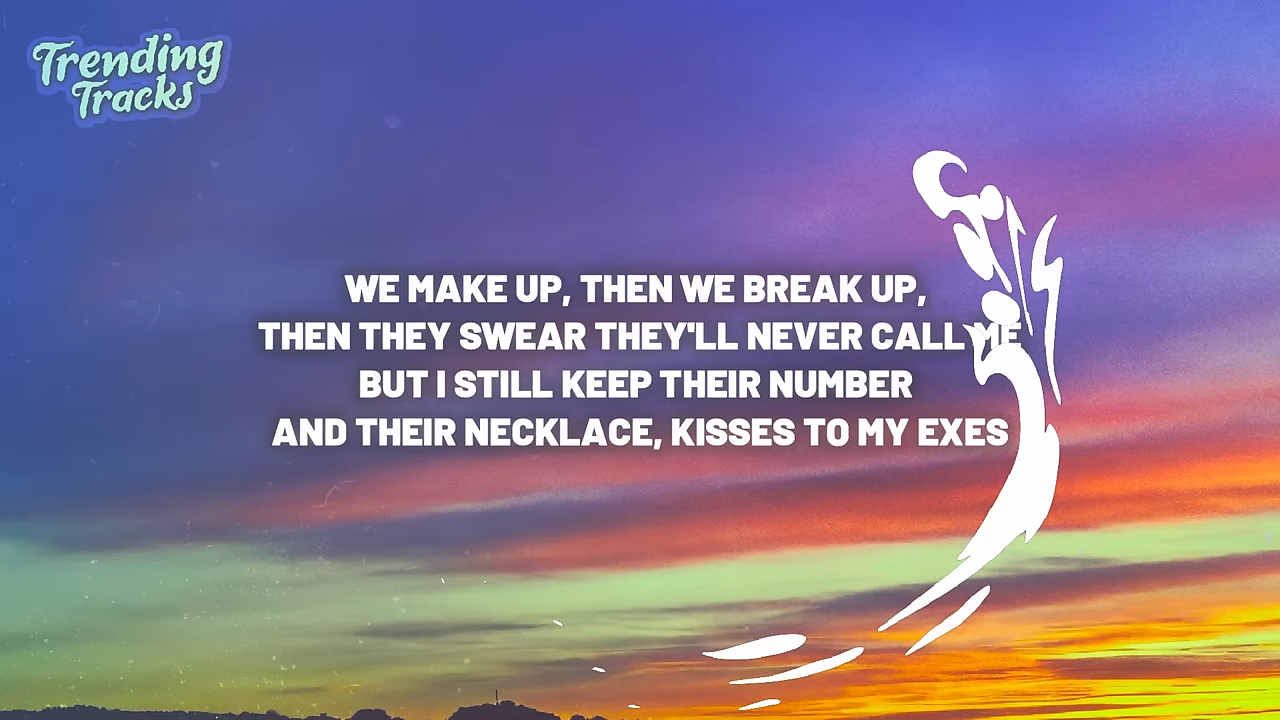 Trending
Tracks
WE MAKE UP, THEN WE BREAK UP,
THEN THEY SWEAR THEY'LL NEVER CALL ME
BUT I STILL KEEP THEIR NUMBER
AND THEIR NECKLACE, KISSES TO MY EXES